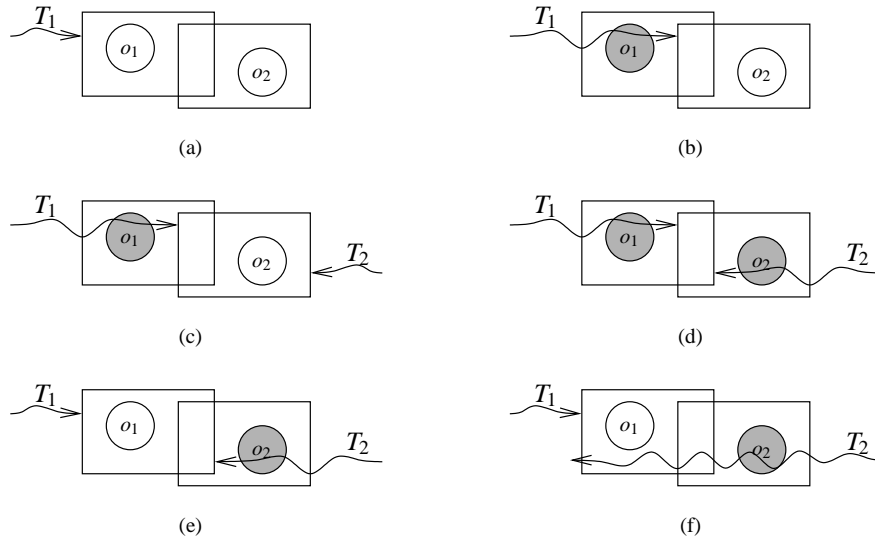 T1 o1 o2
(a)
T1 o1 o2
(b)
T1 o1 o2 T2
(c)
T1 o1 o2 T2
(d)
T1 o1 o2 T2
(e)
T1 o1 o2 T2
(f)